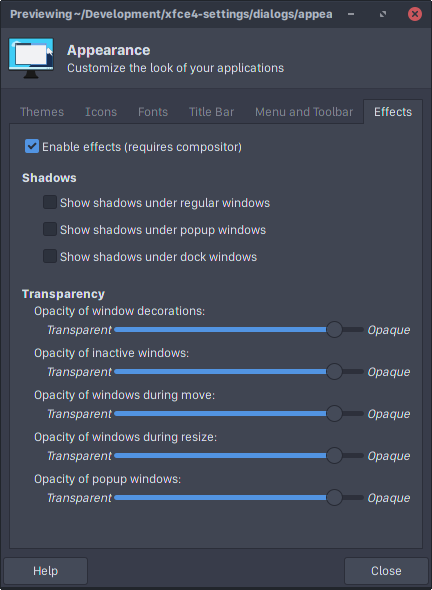 Previewing ~/Development/xfce4-settings/dialogs/appea
Appearance
Customize the look of your applications
Themes Icons Fonts Title Bar Menu and Toolbar Effects
Enable effects (requires compositor)
Shadows
Show shadows under regular windows
Show shadows under popup windows
Show shadows under dock windows
Transparency
Opacity of window decorations:
Transparent Opaque
Opacity of inactive windows:
Transparent Opaque
Opacity of windows during move:
Transparent Opaque
Opacity of windows during resize:
Transparent Opaque
Opacity of popup windows:
Transparent Opaque
Help Close